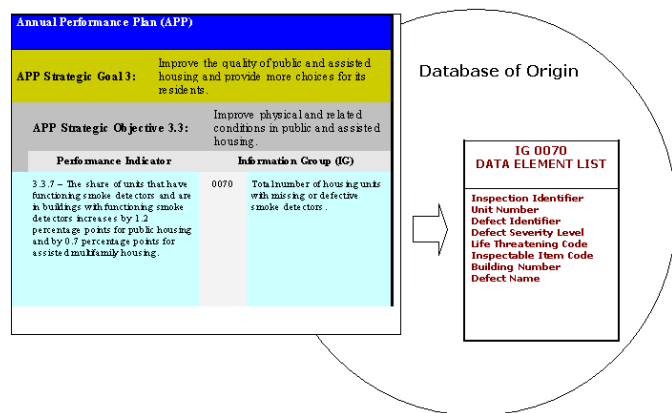 Annual Performance Plan (APP)
APP Strategic Goal 3:
Improve the quality of public and assisted
housing and provide more choices for its
residents.
APP Strategic Objective 3.3:
Improve physical and related
conditions in public and assisted
housing.
Performance Indicator
Information Group (IG)
3.3.7 – The share of units that have
functioning smoke detectors and are
in buildings with functioning smoke
detectors increases by 1.2
percentage points for public housing
and by 0.7 percentage points for
assisted multifamily housing.
0070
Total number of housing units
with missing or defective
smoke detectors.
Database of Origin
IG 0070
DATA ELEMENT LIST
Inspection Identifier
Unit Number
Defect Identifier
Defect Severity Level
Life Threatening Code
Inspectable Item Code
Building Number
Defect Name